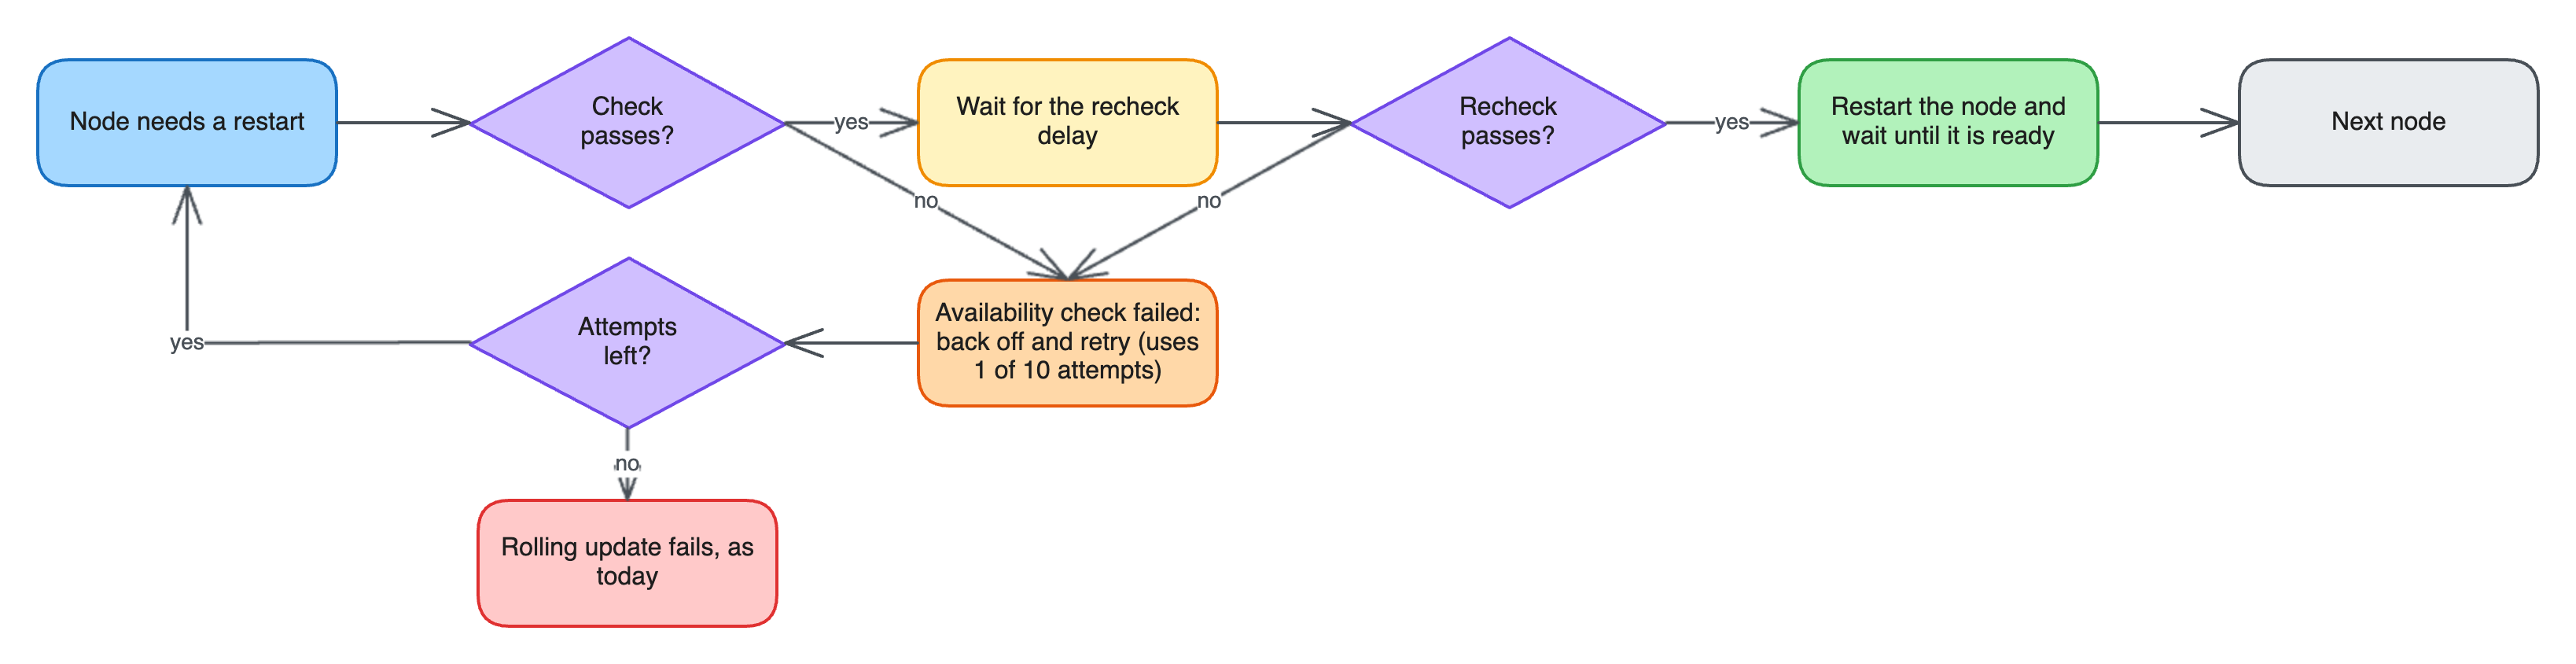 Node needs a restart
Check
passes?
yes
Wait for the recheck
delay
Recheck
passes?
yes
Restart the node and
wait until it is ready
Next node
no
no
Availability check failed:
back off and retry (uses
1 of 10 attempts)
Attempts
left?
yes
no
Rolling update fails, as
today